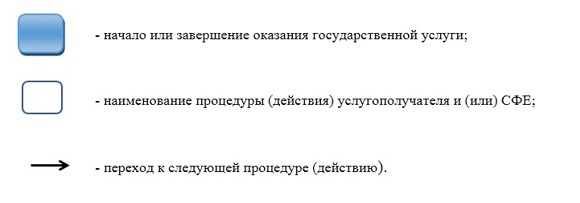 - начало или завершение оказания государственной услуги;
- наименование процедуры (действия) услугополучателя и (или) СФЕ;
- переход к следующей процедуре (действию).